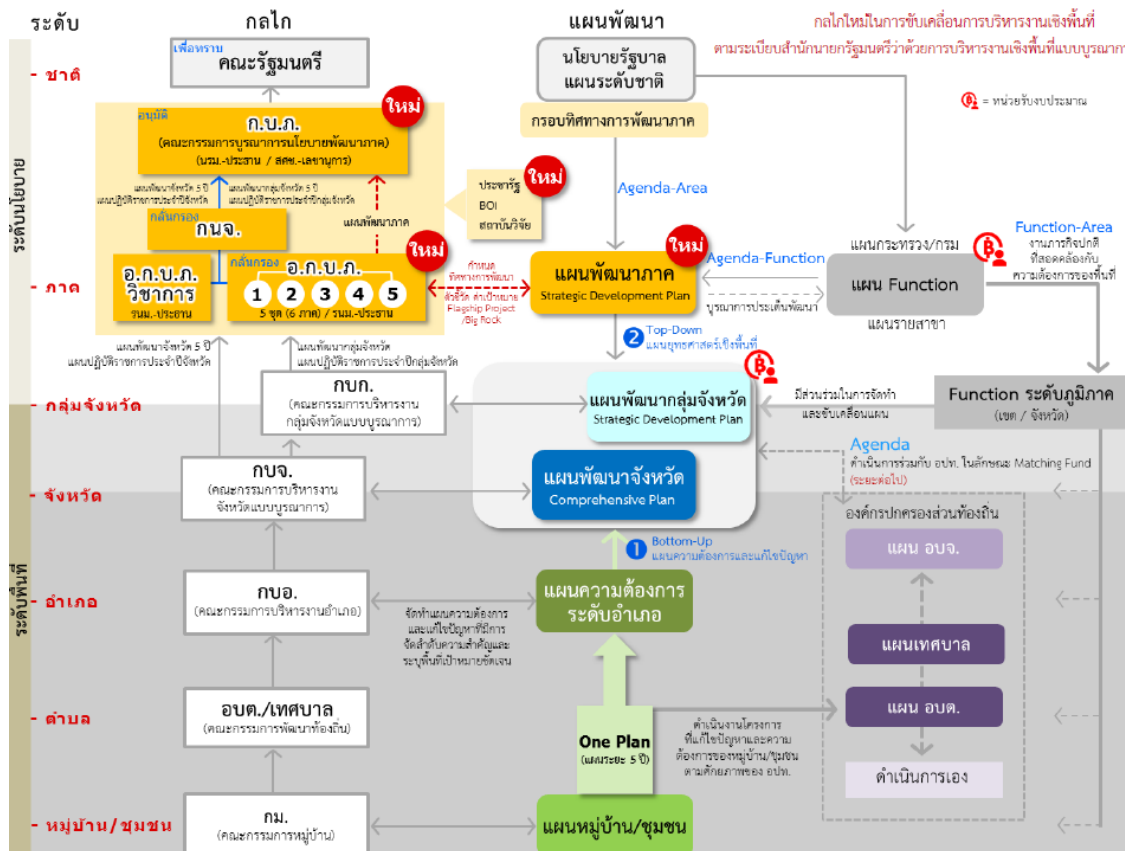 ระดับ
กลไก
แผนพัฒนา
กลไกใหม่ในการขับเคลื่อนการบริหารงานเชิงพื้นที่
ตามระเบียบสำนักนายกรัฐมนตรีว่าด้วยการบริหารงานเชิงพื้นที่แบบบูรณาการ
= หน่วยรับงบประมาณ
ระดับนโยบาย
ระดับพื้นที่
- ชาติ
เพื่อทราบ
คณะรัฐมนตรี
นโยบายรัฐบาล
แผนระดับชาติ
กรอบทิศทางการพัฒนาภาค
อนุมัติ
ใหม่
ก.บ.ภ.
(คณะกรรมการบูรณาการนโยบายพัฒนาภาค)
(นรม.-ประธาน / สศช.-เลขานุการ)
แผนพัฒนาจังหวัด 5 ปี
แผนปฏิบัติราชการประจำปีจังหวัด
แผนพัฒนากลุ่มจังหวัด 5 ปี
แผนปฏิบัติราชการประจำปีกลุ่มจังหวัด
แผนพัฒนาภาค
ประชารัฐ
BOI
สถาบันวิจัย
ใหม่
Agenda-Area
กลั่นกรอง
กนจ.
- ภาค
อ.ก.บ.ภ.
วิชาการ
รนม.-ประธาน
กลั่นกรอง
อ.ก.บ.ภ.
ใหม่
1 2 3 4 5
5 ชุด (6 ภาค) / รนม.-ประธาน
กำหนด
ทิศทางการพัฒนา
ตัวชี้วัด ค่าเป้าหมาย
Flagship Project
/Big Rock
ใหม่
แผนพัฒนาภาค
Strategic Development Plan
Agenda-Function
บูรณาการประเด็นพัฒนา
แผนกระทรวง/กรม
แผน Function
แผนรายสาขา
Function-Area
งานภารกิจปกติ
ที่สอดคล้องกับ
ความต้องการของพื้นที่
2 Top-Down
แผนยุทธศาสตร์เชิงพื้นที่
แผนพัฒนาจังหวัด 5 ปี
แผนปฏิบัติราชการประจำปีจังหวัด
แผนพัฒนากลุ่มจังหวัด
แผนปฏิบัติราชการประจำปีกลุ่มจังหวัด
- กลุ่มจังหวัด
กบก.
(คณะกรรมการบริหารงาน
กลุ่มจังหวัดแบบบูรณาการ)
แผนพัฒนากลุ่มจังหวัด
Strategic Development Plan
มีส่วนร่วมในการจัดทำ
และขับเคลื่อนแผน
Function ระดับภูมิภาค
(เขต / จังหวัด)
- จังหวัด
กบจ.
(คณะกรรมการบริหารงาน
จังหวัดแบบบูรณาการ)
แผนพัฒนาจังหวัด
Comprehensive Plan
Agenda
ดำเนินการร่วมกับ อปท. ในลักษณะ Matching Fund
(ระยะต่อไป)
องค์กรปกครองส่วนท้องถิ่น
แผน อบจ.
1 Bottom-Up
แผนความต้องการและแก้ไขปัญหา
- อำเภอ
กบอ.
(คณะกรรมการบริหารงานอำเภอ)
จัดทำแผนความต้องการ
และแก้ไขปัญหาที่มีการ
จัดลำดับความสำคัญและ
ระบุพื้นที่เป้าหมายชัดเจน
แผนความต้องการ
ระดับอำเภอ
แผนเทศบาล
- ตำบล
อบต./เทศบาล
(คณะกรรมการพัฒนาท้องถิ่น)
One Plan
(แผนระยะ 5 ปี)
ดำเนินงานโครงการ
ที่แก้ไขปัญหาและความ
ต้องการของหมู่บ้าน/ชุมชน
ตามศักยภาพของ อปท.
แผน อบต.
ดำเนินการเอง
- หมู่บ้าน/ชุมชน
กม.
(คณะกรรมการหมู่บ้าน)
แผนหมู่บ้าน/ชุมชน